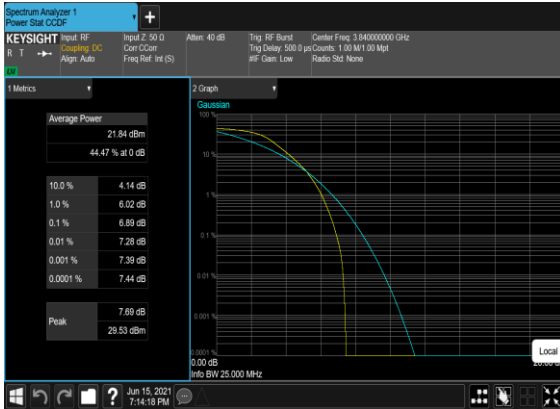 Spectrum Analyzer 1
Power Stat CCDF
KEYSIGHT
R T
LVI
Input: RF
Coupling: DC
Align: Auto
Input Z: 50 Ω
Corr CCorr
Freq Ref: Int (S)
Atten: 40 dB
Trig: RF Burst
Trig Delay: 500.0 µs
#IF Gain: Low
Center Freq: 3.840000000 GHz
Counts: 1.00 M/1.00 Mpt
Radio Std: None
1 Metrics
Average Power
21.84 dBm
44.47 % at 0 dB
10.0 % 4.14 dB
1.0 % 6.02 dB
0.1 % 6.89 dB
0.01 % 7.28 dB
0.001 % 7.39 dB
0.0001 % 7.44 dB
Peak
7.69 dB
29.53 dBm
2 Graph
Gaussian
100 %
10 %
1 %
0.1 %
0.01 %
0.001 %
0.0001 %
0.00 dB
Info BW 25.000 MHz
Local
Jun 15, 2021
7:14:18 PM